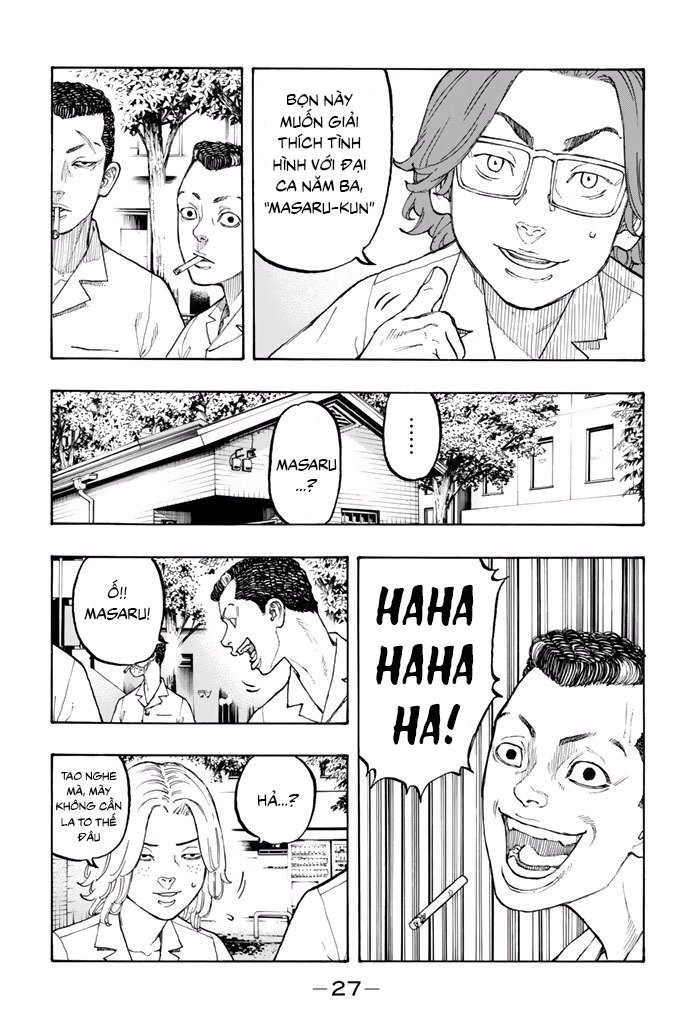 BỌN NÀY
MUỐN GIẢI
THÍCH TÌNH
HÌNH VỚI ĐẠI
CA NĂM BA,
"MASARU-KUN"
.......
MASARU
...?
HAHA
HAHA
HA!
Ố!!
MASARU!
HẢ...?
TAO NGHE
MÀ, MÀY
KHÔNG CẦN
LA TO THẾ
ĐÂU
-27-